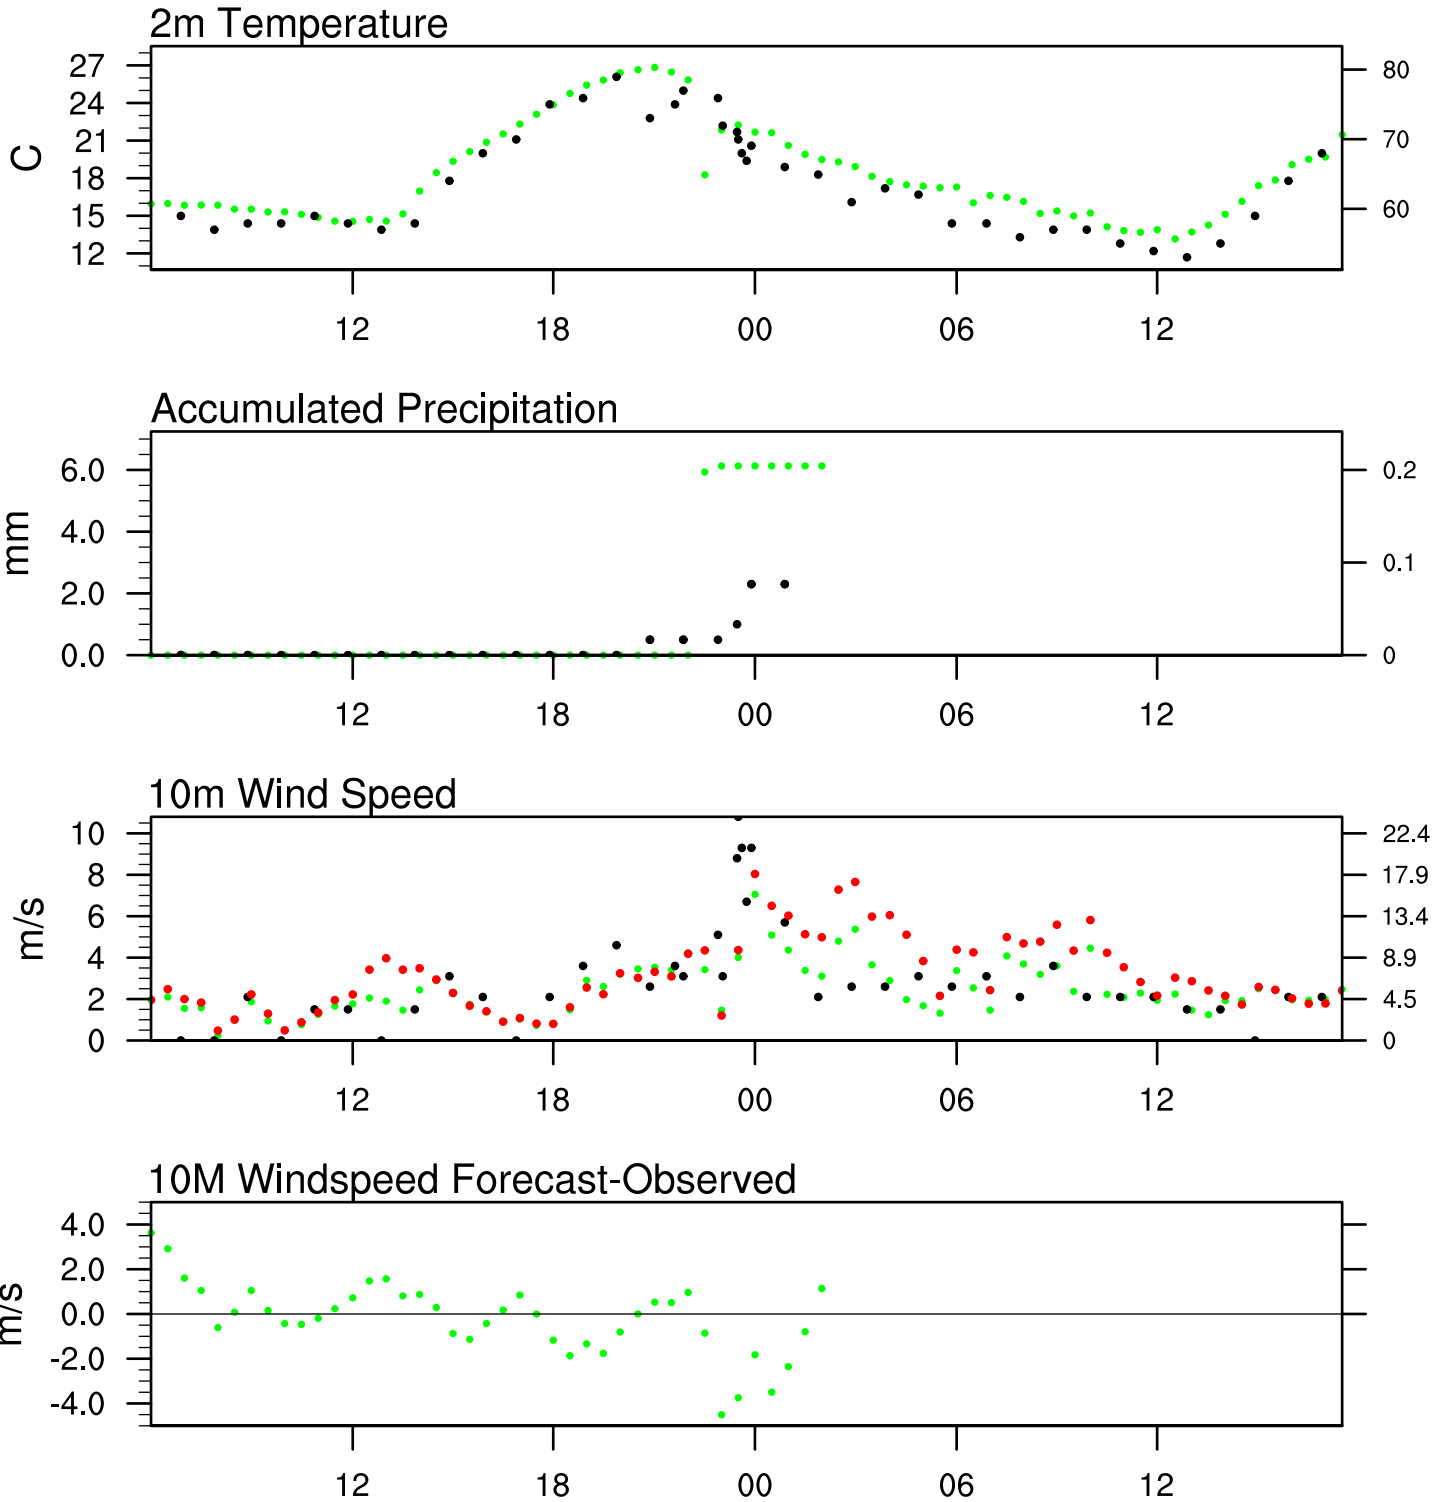 2m Temperature
27
24
21
18
15
12
C
80
70
60
12 18 00 06 12
Accumulated Precipitation
6.0
4.0
2.0
0.0
mm
0.2
0.1
0
12 18 00 06 12
10m Wind Speed
10
8
6
4
2
0
m/s
22.4
17.9
13.4
8.9
4.5
0
12 18 00 06 12
10M Windspeed Forecast-Observed
4.0
2.0
0.0
-2.0
-4.0
m/s
12 18 00 06 12